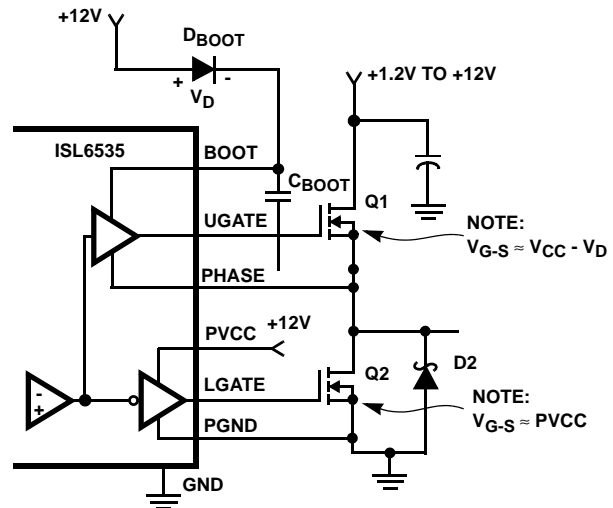 +12V
DBOOT
+ -
VD
+1.2V TO +12V
ISL6535
BOOT
CBOOT
UGATE
Q1
NOTE:
VG-S ≈ VCC - VD
PHASE
PVCC
+12V
LGATE
Q2
D2
NOTE:
VG-S ≈ PVCC
- +
PGND
GND